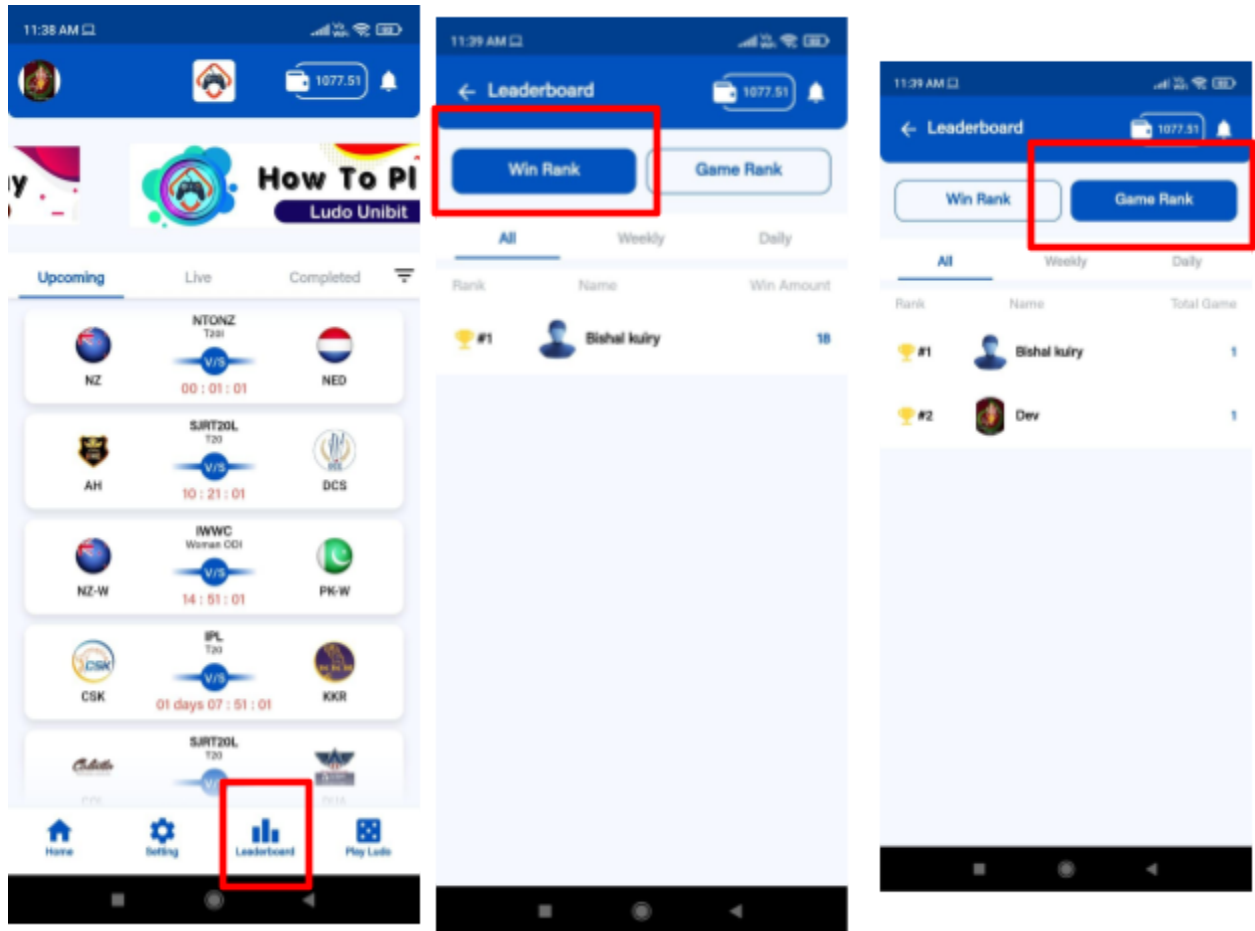 11:38 AM
1077.51
y
How To Pl
Ludo Unibit
Upcoming Live Completed
NTONZ
T20I
V/S
NZ NED
00 : 01 : 01
SJRT20L
T20
V/S
AH DCS
10 : 21 : 01
IWWC
Woman ODI
V/S
NZ-W PK-W
14 : 51 : 01
IPL
T20
CSK
V/S
CSK KKR
01 days 07 : 51 : 01
SJRT20L
T20
V/S
Home Setting Leaderboard Play Ludo
11:39 AM
Leaderboard 1077.51
Win Rank Game Rank
All Weekly Daily
Rank Name Win Amount
#1 Bishal kuiry 18
11:39 AM
Leaderboard 1077.51
Win Rank Game Rank
All Weekly Daily
Rank Name Total Game
#1 Bishal kuiry 1
#2 Dev 1